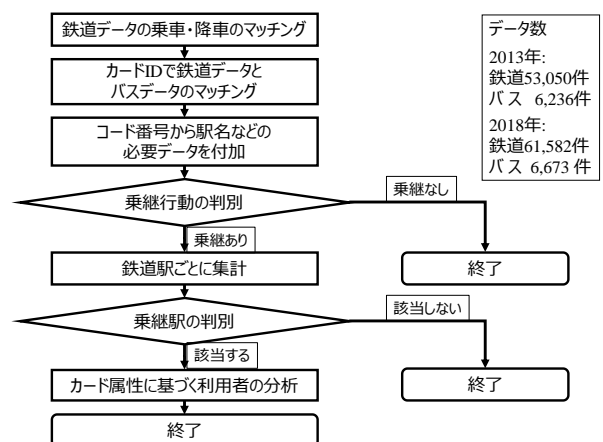 鉄道データの乗車・降車のマッチング
カードIDで鉄道データと
バスデータのマッチング
コード番号から駅名などの
必要データを付加
乗継行動の判別
乗継なし
乗継あり
鉄道駅ごとに集計
終了
乗継駅の判別
該当しない
該当する
カード属性に基づく利用者の分析
終了
終了
データ数
2013年:
鉄道53,050件
バス 6,236件
2018年:
鉄道61,582件
バス 6,673 件